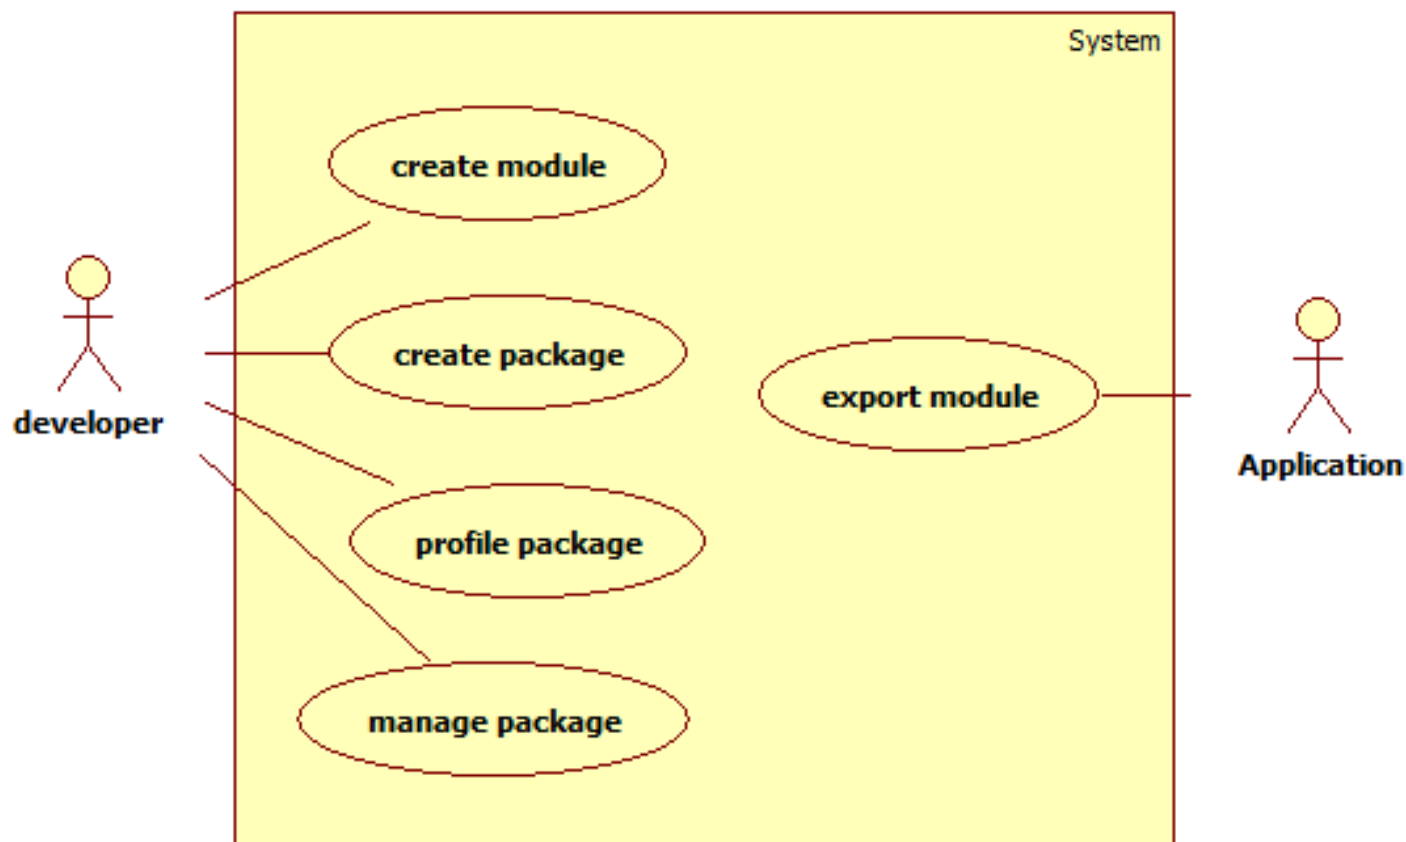 System
create module
create package
developer
profile package
manage package
export module
Application